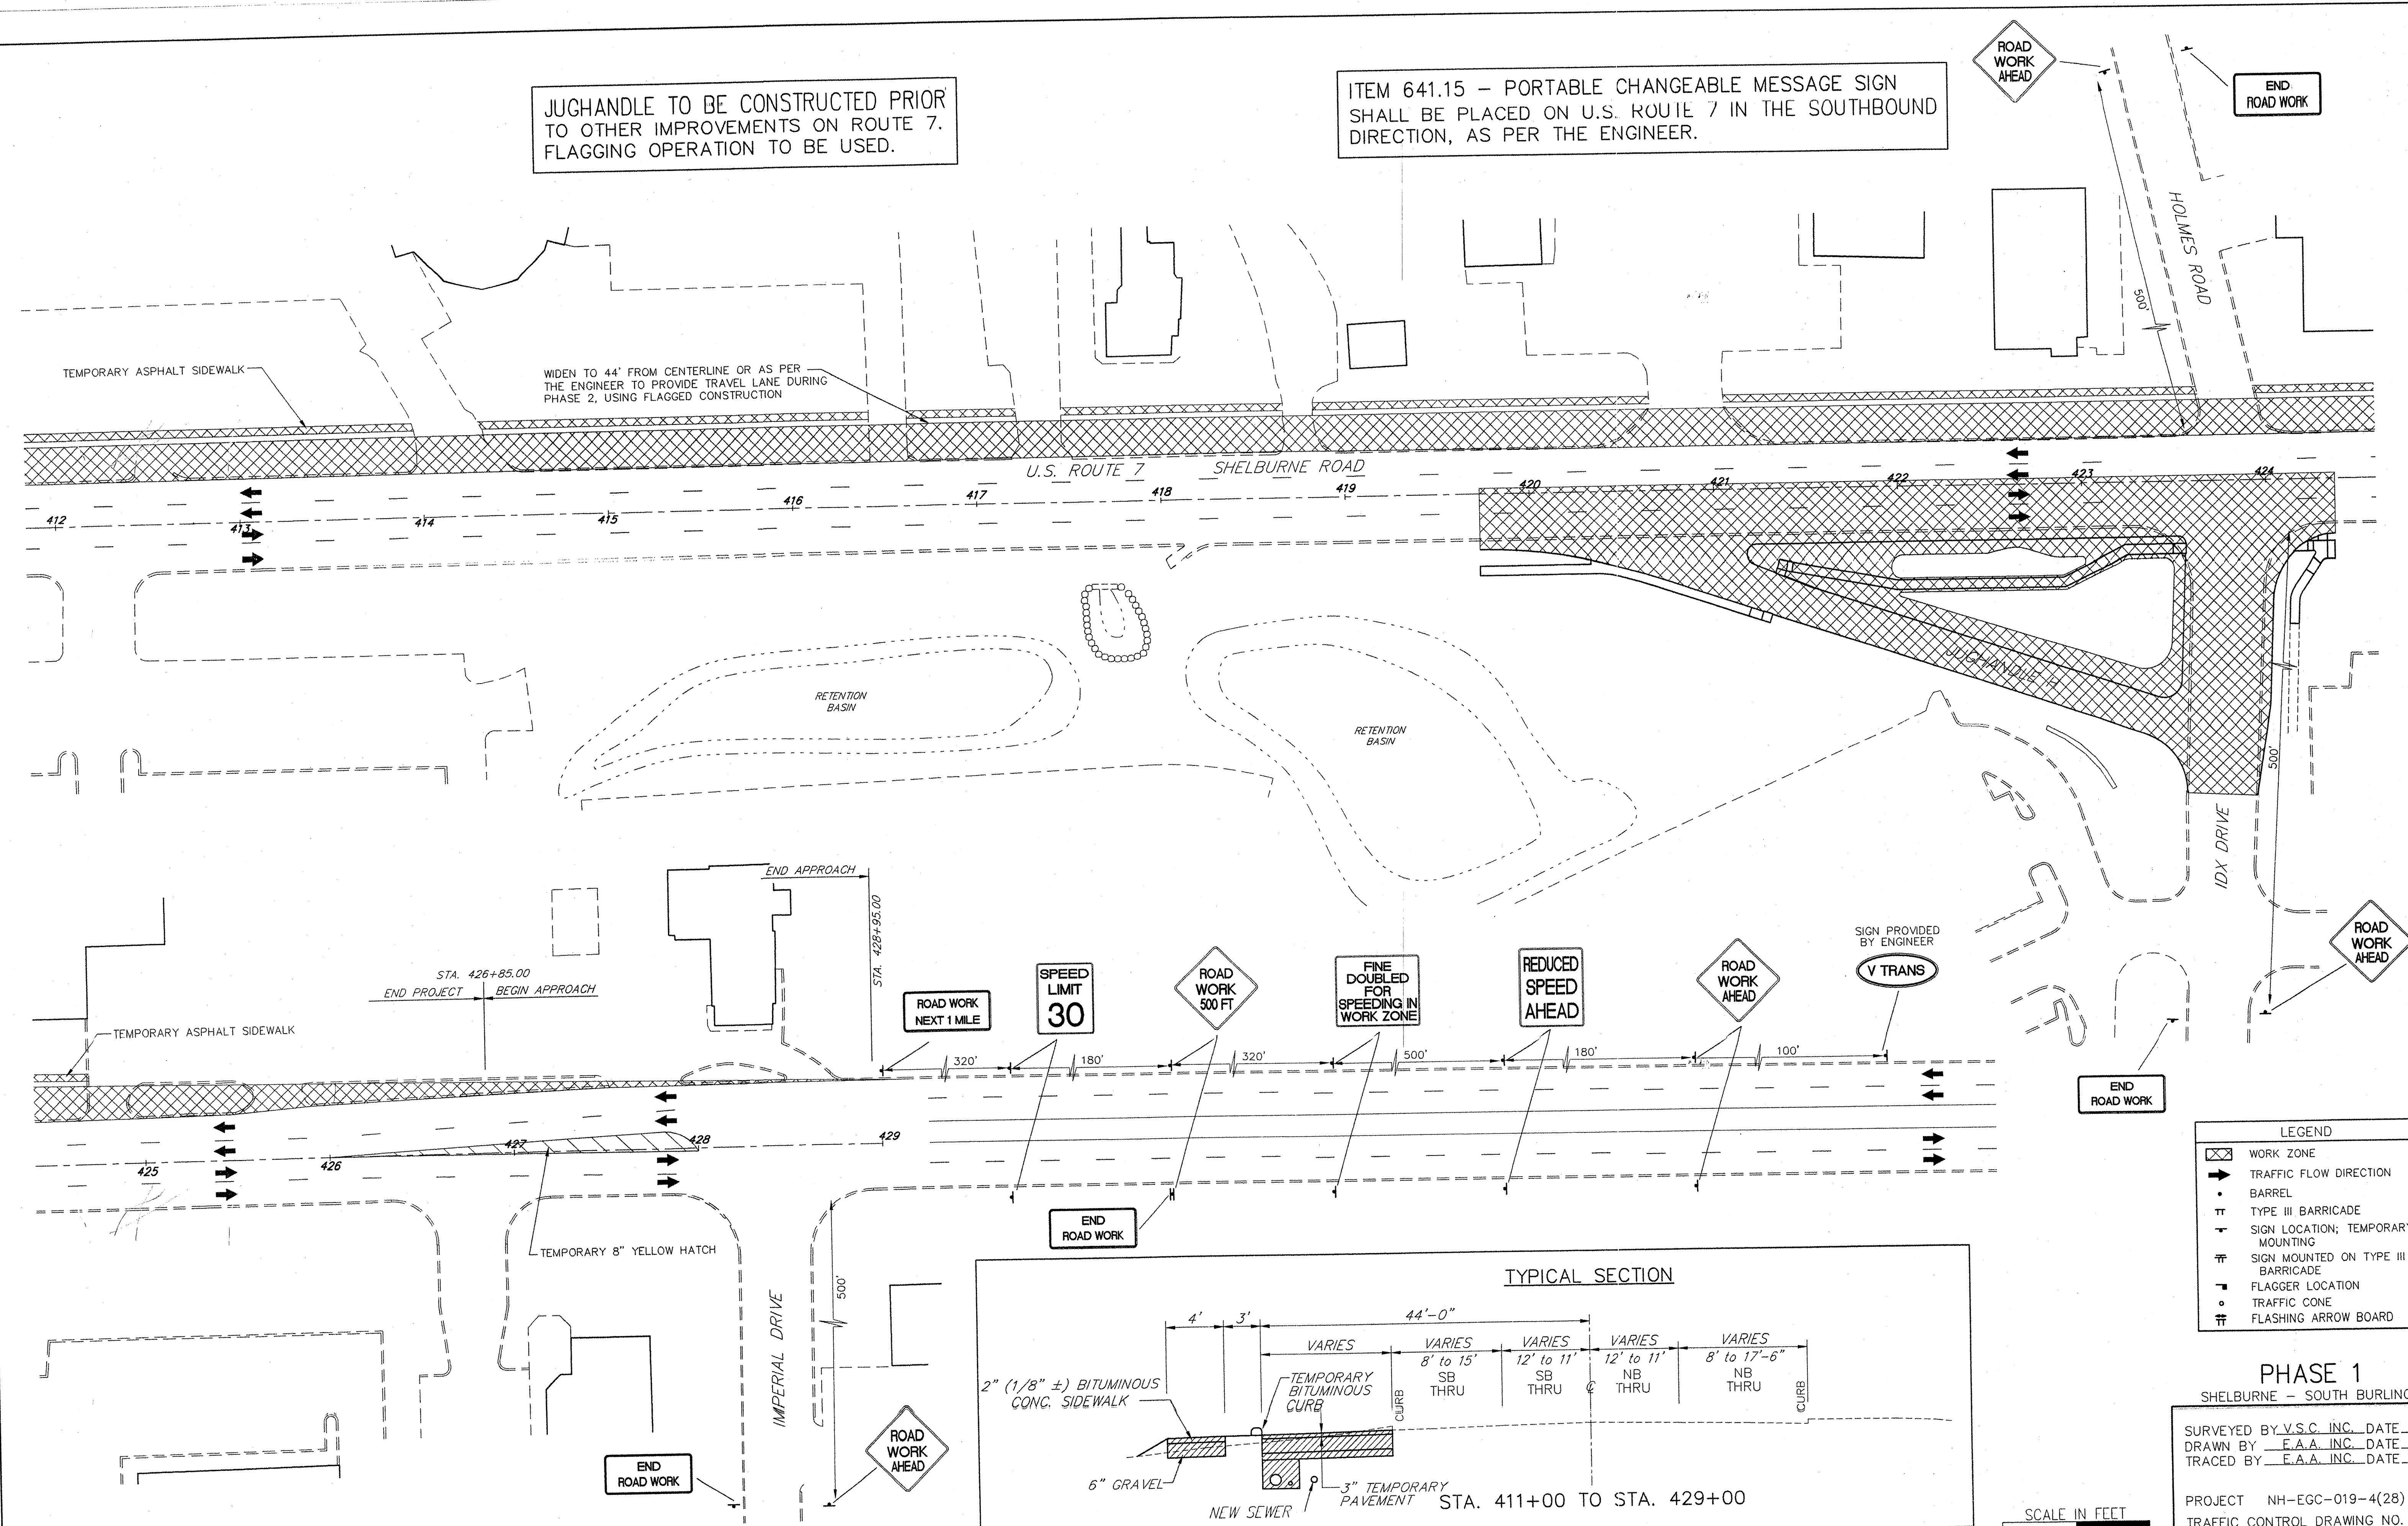 JUGHANDLE TO BE CONSTRUCTED PRIOR
TO OTHER IMPROVEMENTS ON ROUTE 7.
FLAGGING OPERATION TO BE USED.
ITEM 641.15 – PORTABLE CHANGEABLE MESSAGE SIGN
SHALL BE PLACED ON U.S. ROUTE 7 IN THE SOUTHBOUND
DIRECTION, AS PER THE ENGINEER.
ROAD
WORK
AHEAD
END
ROAD WORK
HOLMES ROAD
500'
TEMPORARY ASPHALT SIDEWALK
WIDEN TO 44' FROM CENTERLINE OR AS PER
THE ENGINEER TO PROVIDE TRAVEL LANE DURING
PHASE 2, USING FLAGGED CONSTRUCTION
U.S. ROUTE 7 SHELBURNE ROAD
412 413 414 415 416 417 418 419 420 421 422 423 424
JUGHANDLE A
RETENTION
BASIN
RETENTION
BASIN
500'
IDX DRIVE
END APPROACH
STA. 428+95.00
STA. 426+85.00
END PROJECT BEGIN APPROACH
TEMPORARY ASPHALT SIDEWALK
ROAD WORK
NEXT 1 MILE
SPEED
LIMIT
30
ROAD
WORK
500 FT
FINE
DOUBLED
FOR
SPEEDING IN
WORK ZONE
REDUCED
SPEED
AHEAD
ROAD
WORK
AHEAD
SIGN PROVIDED
BY ENGINEER
V TRANS
ROAD
WORK
AHEAD
320' 180' 320' 500' 180' 100'
END
ROAD WORK
425 426 427 428 429
TEMPORARY 8" YELLOW HATCH
END
ROAD WORK
IMPERIAL DRIVE
500'
END
ROAD WORK
ROAD
WORK
AHEAD
TYPICAL SECTION
4' 3' 44'-0"
VARIES VARIES VARIES VARIES VARIES
8' to 15' 12' to 11' 12' to 11' 8' to 17'-6"
SB SB NB NB
THRU THRU THRU THRU
CURB
CURB
2" (1/8" ±) BITUMINOUS
CONC. SIDEWALK
TEMPORARY
BITUMINOUS
CURB
6" GRAVEL
3" TEMPORARY
PAVEMENT
NEW SEWER
STA. 411+00 TO STA. 429+00
LEGEND
WORK ZONE
TRAFFIC FLOW DIRECTION
BARREL
TYPE III BARRICADE
SIGN LOCATION; TEMPORARY
MOUNTING
SIGN MOUNTED ON TYPE III
BARRICADE
FLAGGER LOCATION
TRAFFIC CONE
FLASHING ARROW BOARD
PHASE 1
SHELBURNE – SOUTH BURLING
SURVEYED BY V.S.C. INC. DATE
DRAWN BY E.A.A. INC. DATE
TRACED BY E.A.A. INC. DATE
PROJECT NH-EGC-019-4(28)
TRAFFIC CONTROL DRAWING NO.
SCALE IN FEET